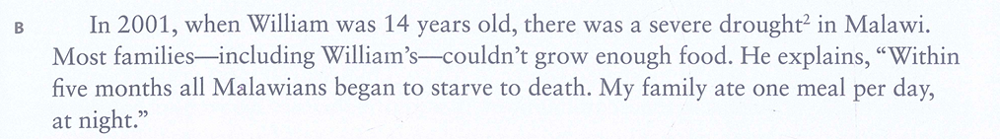 B In 2001, when William was 14 years old, there was a severe drought² in Malawi.
Most families—including William's—couldn't grow enough food. He explains, “Within
five months all Malawians began to starve to death. My family ate one meal per day,
at night.”